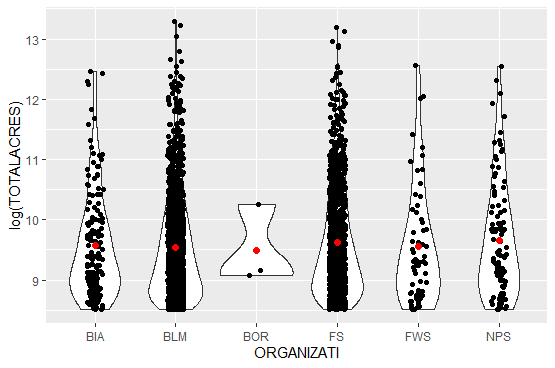 log(TOTALACRES)
13
12
11
10
9
BIA BLM BOR FS FWS NPS
ORGANIZATI